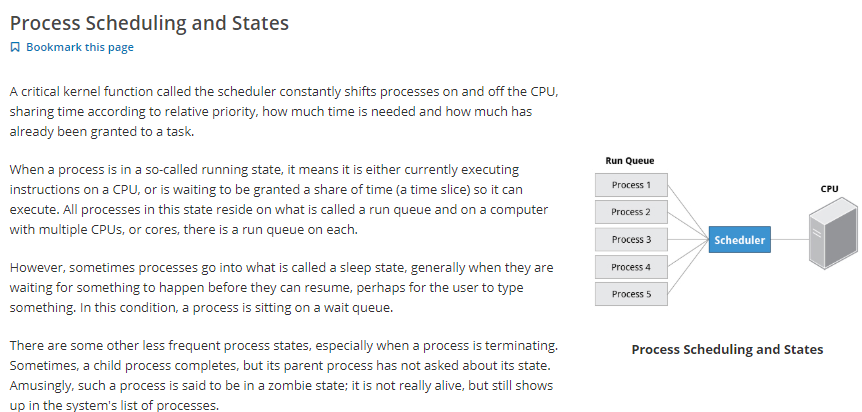 Process Scheduling and States
Bookmark this page
A critical kernel function called the scheduler constantly shifts processes on and off the CPU,
sharing time according to relative priority, how much time is needed and how much has
already been granted to a task.
When a process is in a so-called running state, it means it is either currently executing
instructions on a CPU, or is waiting to be granted a share of time (a time slice) so it can
execute. All processes in this state reside on what is called a run queue and on a computer
with multiple CPUs, or cores, there is a run queue on each.
However, sometimes processes go into what is called a sleep state, generally when they are
waiting for something to happen before they can resume, perhaps for the user to type
something. In this condition, a process is sitting on a wait queue.
There are some other less frequent process states, especially when a process is terminating.
Sometimes, a child process completes, but its parent process has not asked about its state.
Amusingly, such a process is said to be in a zombie state; it is not really alive, but still shows
up in the system's list of processes.
Run Queue
Process 1
Process 2
Process 3
Process 4
Process 5
Scheduler
CPU
Process Scheduling and States